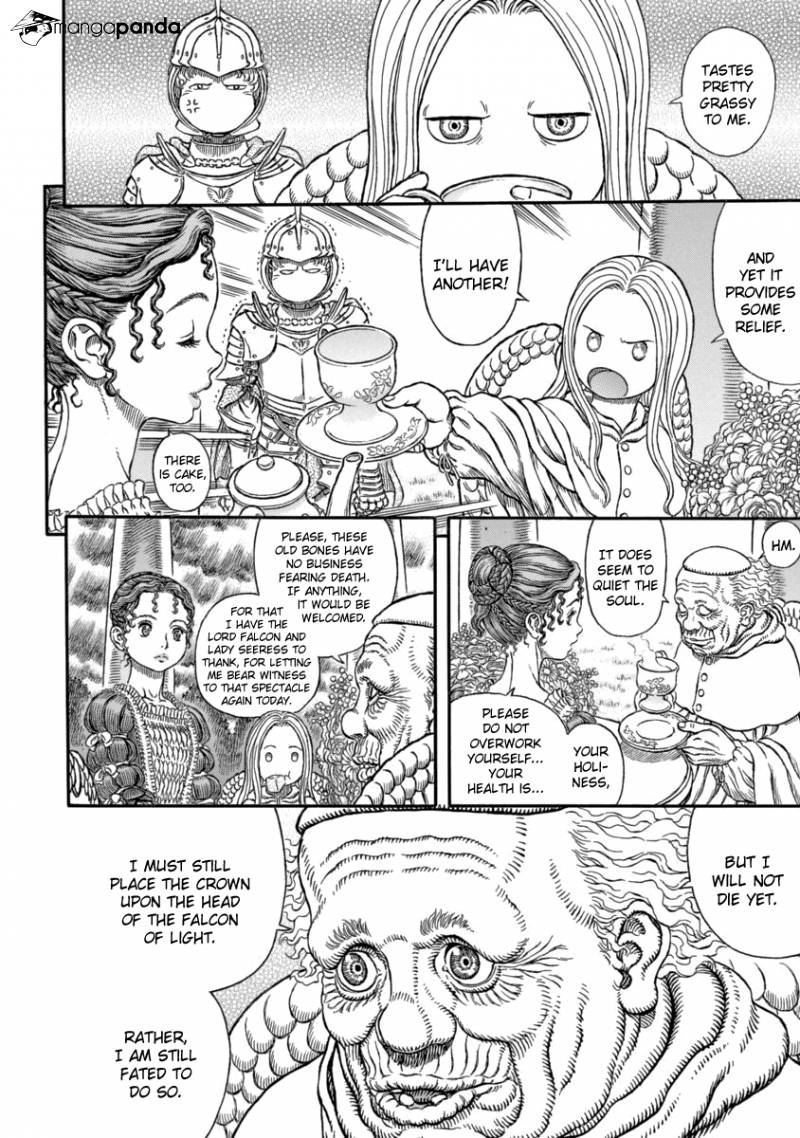 mangapanda
TASTES
PRETTY
GRASSY
TO ME.
AND
YET IT
PROVIDES
SOME
RELIEF.
I'LL HAVE
ANOTHER!
THERE
IS CAKE,
TOO.
HM.
IT DOES
SEEM TO
QUIET THE
SOUL.
YOUR
HOLI-
NESS,
PLEASE
DO NOT
OVERWORK
YOURSELF...
YOUR
HEALTH IS...
PLEASE, THESE
OLD BONES HAVE
NO BUSINESS
FEARING DEATH.
IF ANYTHING,
IT WOULD BE
WELCOMED.
FOR THAT
I HAVE THE
LORD FALCON AND
LADY SEERESS TO
THANK, FOR LETTING
ME BEAR WITNESS
TO THAT SPECTACLE
AGAIN TODAY.
BUT I
WILL NOT
DIE YET.
I MUST STILL
PLACE THE CROWN
UPON THE HEAD
OF THE FALCON
OF LIGHT.
RATHER,
I AM STILL
FATED TO
DO SO.